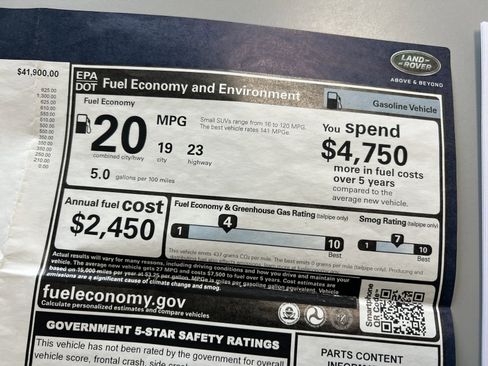 $41,900.00
LAND-
ROVER
ABOVE & BEYOND
EPA
DOT
Fuel Economy and Environment
Gasoline Vehicle
Fuel Economy
20
MPG
Small SUVs range from 16 to 120 MPG.
The best vehicle rates 141 MPGe.
combined city/hwy
19
city
23
highway
5.0 gallons per 100 miles
You Spend
$4,750
more in fuel costs
over 5 years
compared to the
average new vehicle.
Annual fuel cost
$2,450
Fuel Economy & Greenhouse Gas Rating (tailpipe only)
1
4
10
Best
Smog Rating (tailpipe only)
1
7
10
Best
This vehicle emits 437 grams CO₂ per mile. The best emits 0 grams per mile (tailpipe only). Producing and
Actual results will vary for many reasons, including driving conditions and how you drive and maintain your
vehicle. The average new vehicle gets 27 MPG and costs $7,500 to fuel over 5 years. Cost estimates are
based on 15,000 miles per year at $3.25 per gallon. MPGe is miles per gasoline gallon equivalent. Vehicle
emissions are a significant cause of climate change and smog.
fueleconomy.gov
Calculate personalized estimates and compare vehicles
Smartphone
QR Code
GOVERNMENT 5-STAR SAFETY RATINGS
This vehicle has not been rated by the government for overall
vehicle score, frontal crash, side crash
PARTS CONTENT